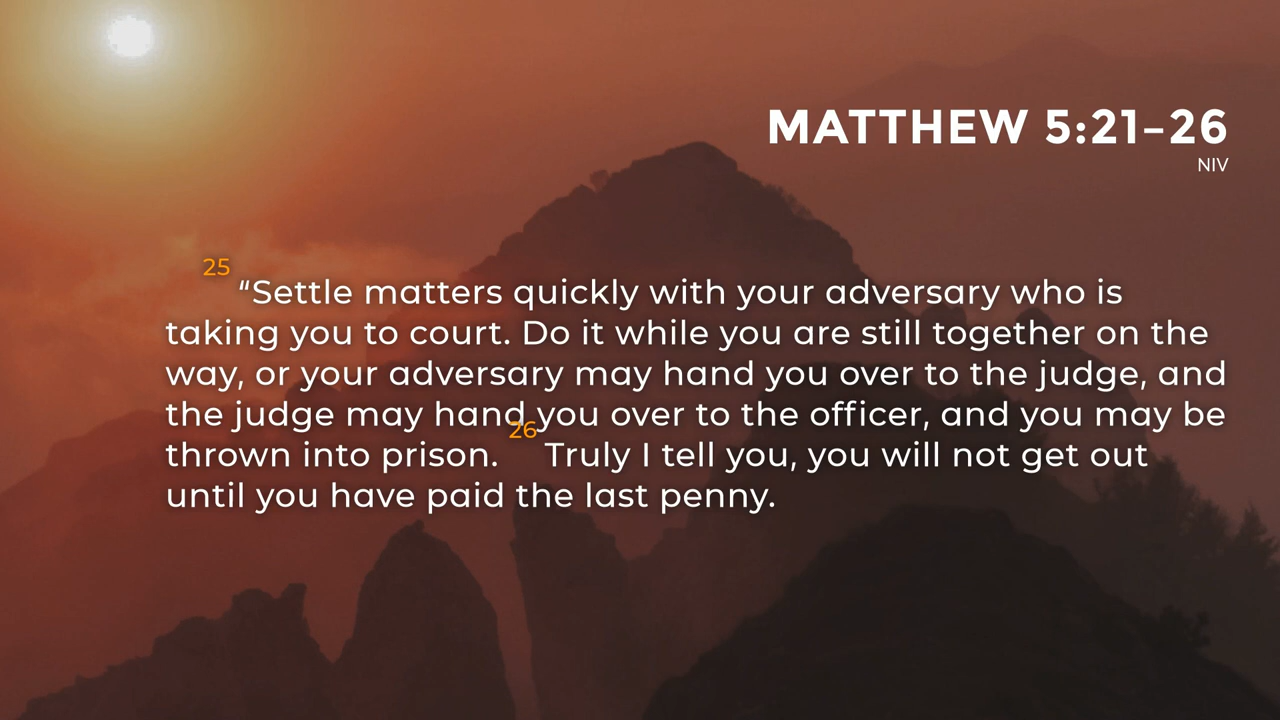 MATTHEW 5:21–26
NIV
25 “Settle matters quickly with your adversary who is
taking you to court. Do it while you are still together on the
way, or your adversary may hand you over to the judge, and
the judge may hand you over to the officer, and you may be
thrown into prison. 26 Truly I tell you, you will not get out
until you have paid the last penny.